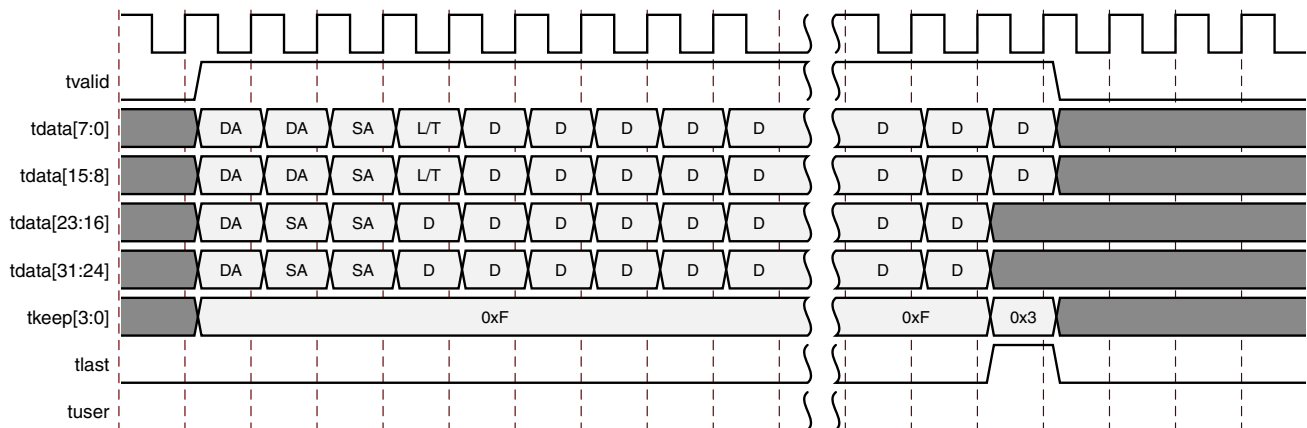 tvalid
tdata[7:0] DA DA SA L/T D D D D D D D D
tdata[15:8] DA DA SA L/T D D D D D D D D
tdata[23:16] DA SA SA D D D D D D D D
tdata[31:24] DA SA SA D D D D D D D D
tkeep[3:0] 0xF 0xF 0x3
tlast
tuser